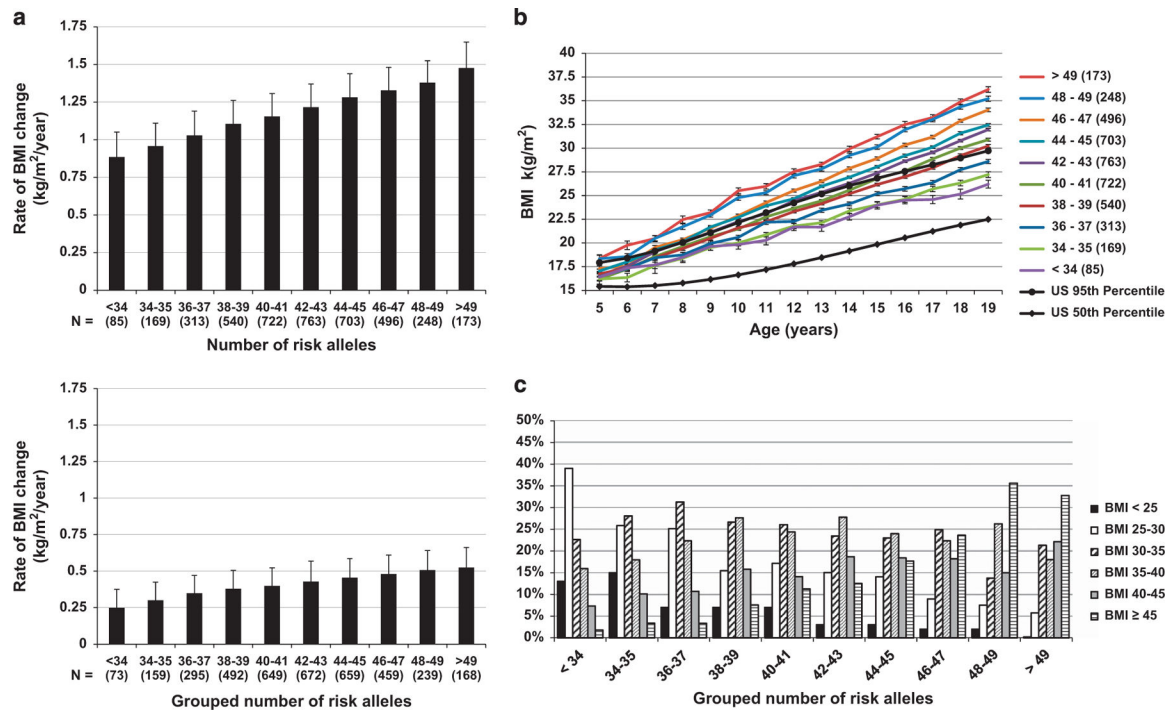 a
1.75
1.5
1.25
1
0.75
0.5
0.25
0
Rate of BMI change
(kg/m²/year)
<34 34-35 36-37 38-39 40-41 42-43 44-45 46-47 48-49 >49
N = (85) (169) (313) (540) (722) (763) (703) (496) (248) (173)
Number of risk alleles
b
40
37.5
35
32.5
30
27.5
25
22.5
20
17.5
15
BMI k(g/m²)
5 6 7 8 9 10 11 12 13 14 15 16 17 18 19
Age (years)
> 49 (173)
48 - 49 (248)
46 - 47 (496)
44 - 45 (703)
42 - 43 (763)
40 - 41 (722)
38 - 39 (540)
36 - 37 (313)
34 - 35 (169)
< 34 (85)
US 95th Percentile
US 50th Percentile
1.75
1.5
1.25
1
0.75
0.5
0.25
0
Rate of BMI change
(kg/m²/year)
<34 34-35 36-37 38-39 40-41 42-43 44-45 46-47 48-49 >49
N = (73) (159) (295) (492) (649) (672) (659) (459) (239) (168)
Grouped number of risk alleles
c
50%
45%
40%
35%
30%
25%
20%
15%
10%
5%
0%
< 34 34-35 36-37 38-39 40-41 42-43 44-45 46-47 48-49 > 49
Grouped number of risk alleles
BMI < 25
BMI 25-30
BMI 30-35
BMI 35-40
BMI 40-45
BMI ≥ 45